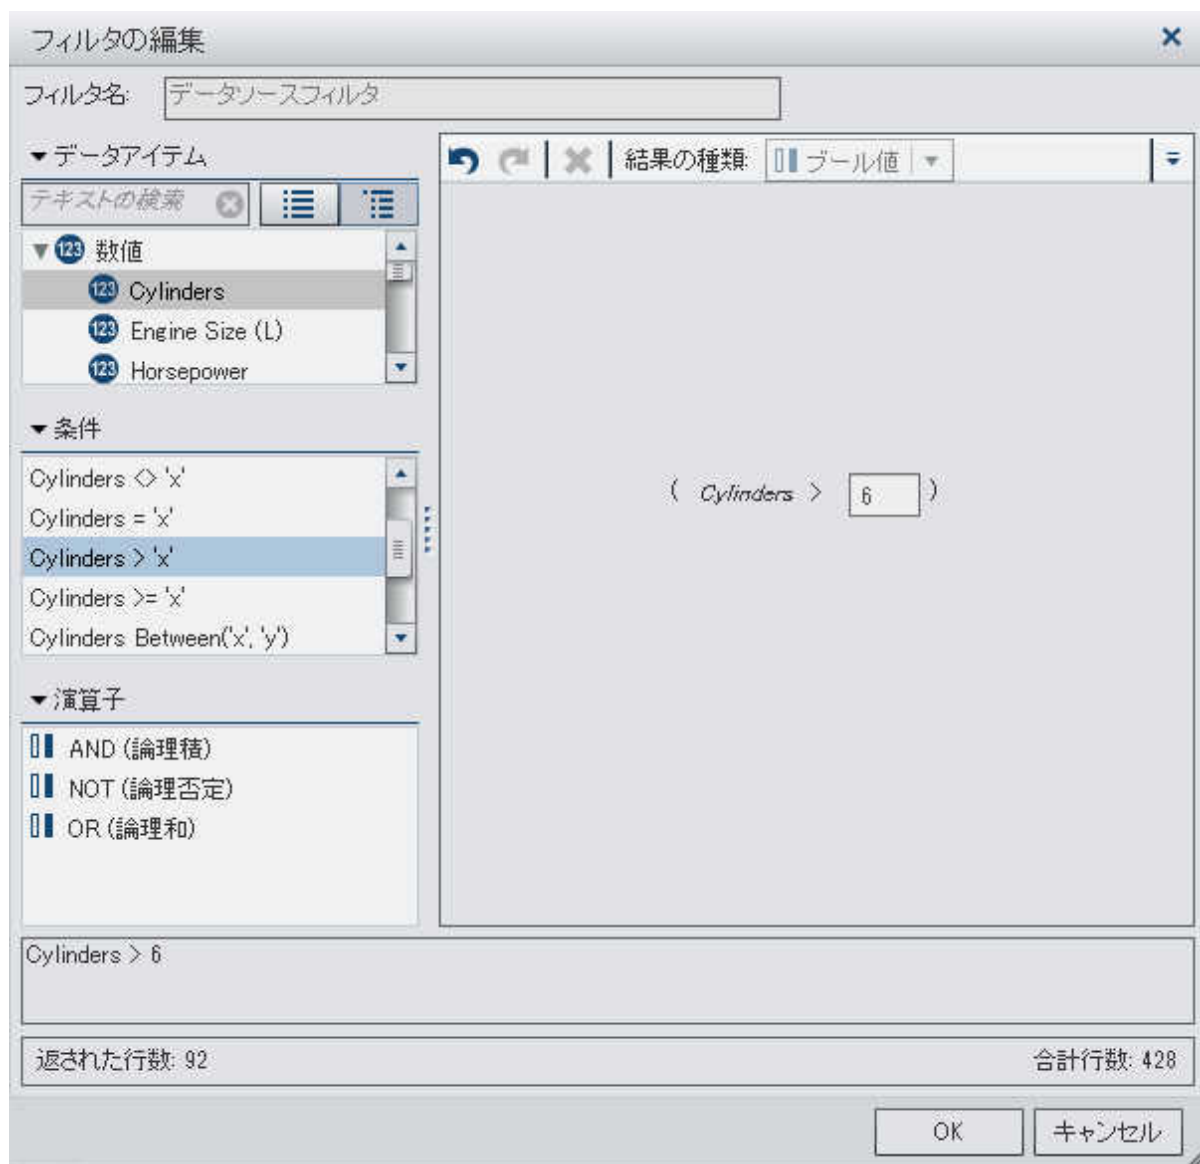 フィルタの編集
フィルタ名: データソースフィルタ
データアイテム
テキストの検索
123 数値
123 Cylinders
123 Engine Size (L)
123 Horsepower
条件
Cylinders <> 'x'
Cylinders = 'x'
Cylinders > 'x'
Cylinders >= 'x'
Cylinders Between('x', 'y')
演算子
AND (論理積)
NOT (論理否定)
OR (論理和)
結果の種類: ブール値
( Cylinders > 6 )
Cylinders > 6
返された行数: 92 合計行数: 428
OK キャンセル